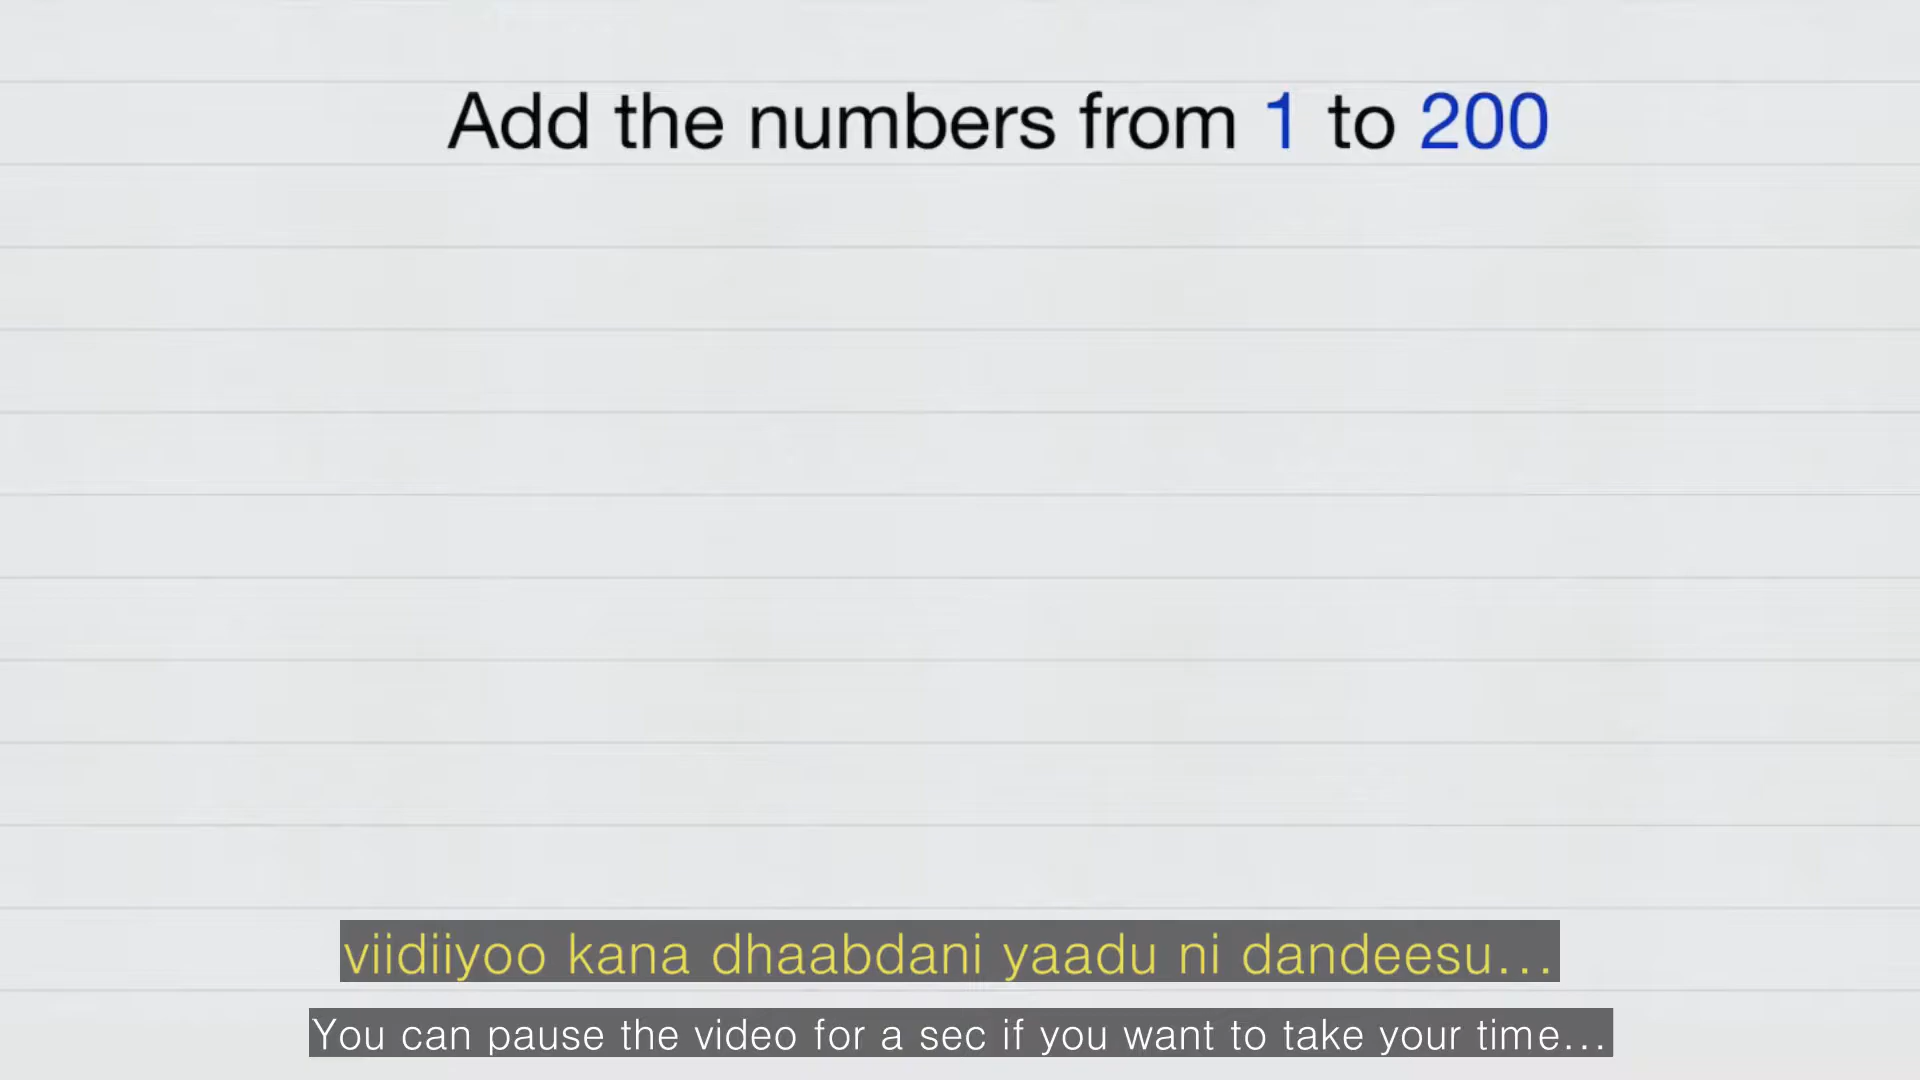 Add the numbers from 1 to 200
viidiiyoo kana dhaabdani yaadu ni dandeesu...
You can pause the video for a sec if you want to take your time...